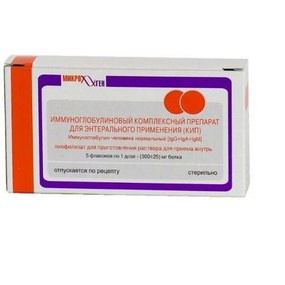 МИКРОГЕН
ИММУНОГЛОБУЛИНОВЫЙ КОМПЛЕКСНЫЙ ПРЕПАРАТ
ДЛЯ ЭНТЕРАЛЬНОГО ПРИМЕНЕНИЯ (КИП)
Иммуноглобулин человека нормальный [IgG+IgA+IgM]
лиофилизат для приготовления раствора для приема внутрь
5 флаконов по 1 дозе - (300±25) мг белка
отпускается по рецепту
стерильно